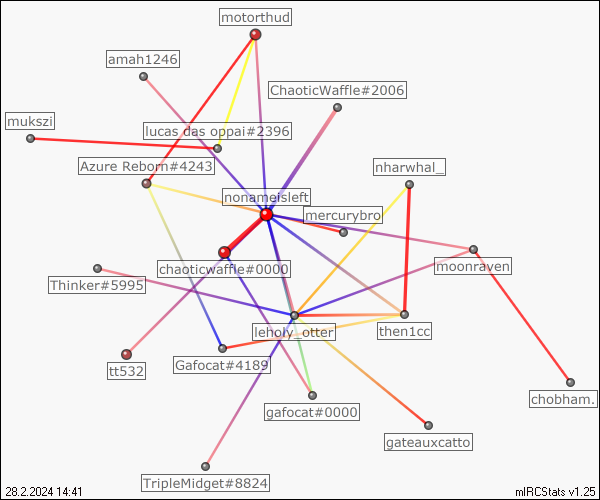 motorthud
amah1246
ChaoticWaffle#2006
mukszi
lucas das oppai#2396
Azure Reborn#4243
nharwhal_
nonameisleft
mercurybro
chaoticwaffle#0000
moonraven
Thinker#5995
leholy_otter
then1cc
Gafocat#4189
tt532
chobham.
gafocat#0000
gateauxcatto
TripleMidget#8824
28.2.2024 14:41
mIRCStats v1.25